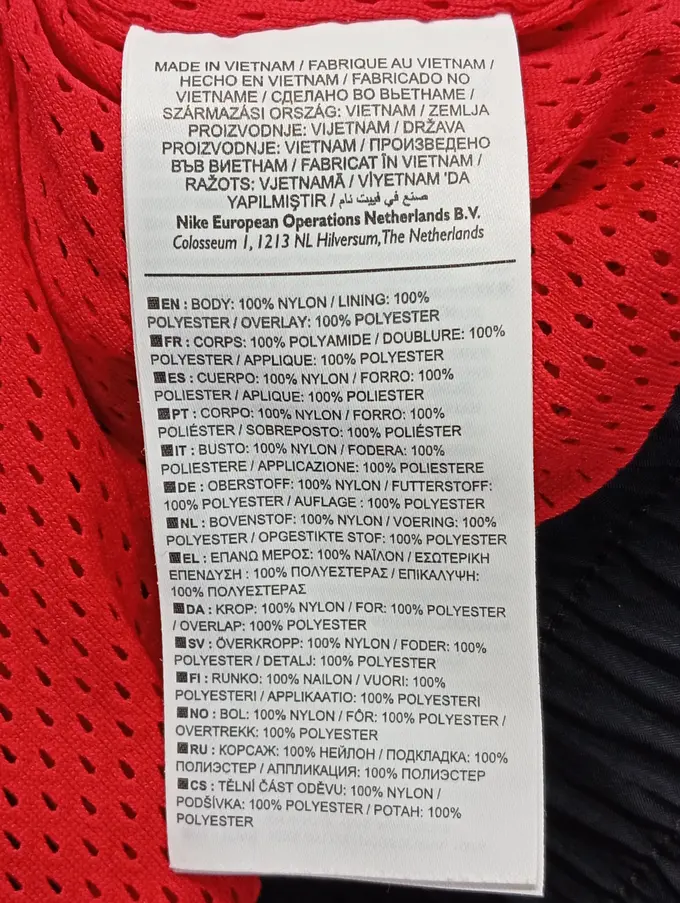 MADE IN VIETNAM / FABRIQUE AU VIETNAM /
HECHO EN VIETNAM / FABRICADO NO
VIETNAME / СДЕЛАНО ВО ВЬЕТНАМЕ /
SZÁRMAZÁSI ORSZÁG: VIETNAM / ZEMLJA
PROIZVODNJE: VIJETNAM / DRŽAVA
PROIZVODNJE: VIETNAM / ПРОИЗВЕДЕНО
ВЪВ ВИЕТНАМ / FABRICAT ÎN VIETNAM /
RAŽOTS: VJETNAMĀ / VİYETNAM 'DA
YAPILMIŞTIR / صنع في فييت نام
Nike European Operations Netherlands B.V.
Colosseum 1, 1213 NL Hilversum,The Netherlands
EN : BODY: 100% NYLON / LINING: 100%
POLYESTER / OVERLAY: 100% POLYESTER
FR : CORPS: 100% POLYAMIDE / DOUBLURE: 100%
POLYESTER / APPLIQUE: 100% POLYESTER
ES : CUERPO: 100% NYLON / FORRO: 100%
POLIESTER / APLIQUE: 100% POLIESTER
PT : CORPO: 100% NYLON / FORRO: 100%
POLIÉSTER / SOBREPOSTO: 100% POLIÉSTER
IT : BUSTO: 100% NYLON / FODERA: 100%
POLIESTERE / APPLICAZIONE: 100% POLIESTERE
DE : OBERSTOFF: 100% NYLON / FUTTERSTOFF:
100% POLYESTER / AUFLAGE : 100% POLYESTER
NL : BOVENSTOF: 100% NYLON / VOERING: 100%
POLYESTER / OPGESTIKTE STOF: 100% POLYESTER
EL : ΕΠΑΝΩ ΜΕΡΟΣ: 100% ΝΑΪΛΟΝ / ΕΣΩΤΕΡΙΚΗ
ΕΠΕΝΔΥΣΗ : 100% ΠΟΛΥΕΣΤΕΡΑΣ / ΕΠΙΚΑΛΥΨΗ:
100% ΠΟΛΥΕΣΤΕΡΑΣ
DA : KROP: 100% NYLON / FOR: 100% POLYESTER
/ OVERLAP: 100% POLYESTER
SV : ÖVERKROPP: 100% NYLON / FODER: 100%
POLYESTER / DETALJ: 100% POLYESTER
FI : RUNKO: 100% NAILON / VUORI: 100%
POLYESTERI / APPLIKAATIO: 100% POLYESTERI
NO : BOL: 100% NYLON / FÔR: 100% POLYESTER /
OVERTREKK: 100% POLYESTER
RU : КОРСАЖ: 100% НЕЙЛОН / ПОДКЛАДКА: 100%
ПОЛИЭСТЕР / АППЛИКАЦИЯ: 100% ПОЛИЭСТЕР
CS : TĚLNÍ ČÁST ODĚVU: 100% NYLON /
PODŠÍVKA: 100% POLYESTER / POTAH: 100%
POLYESTER